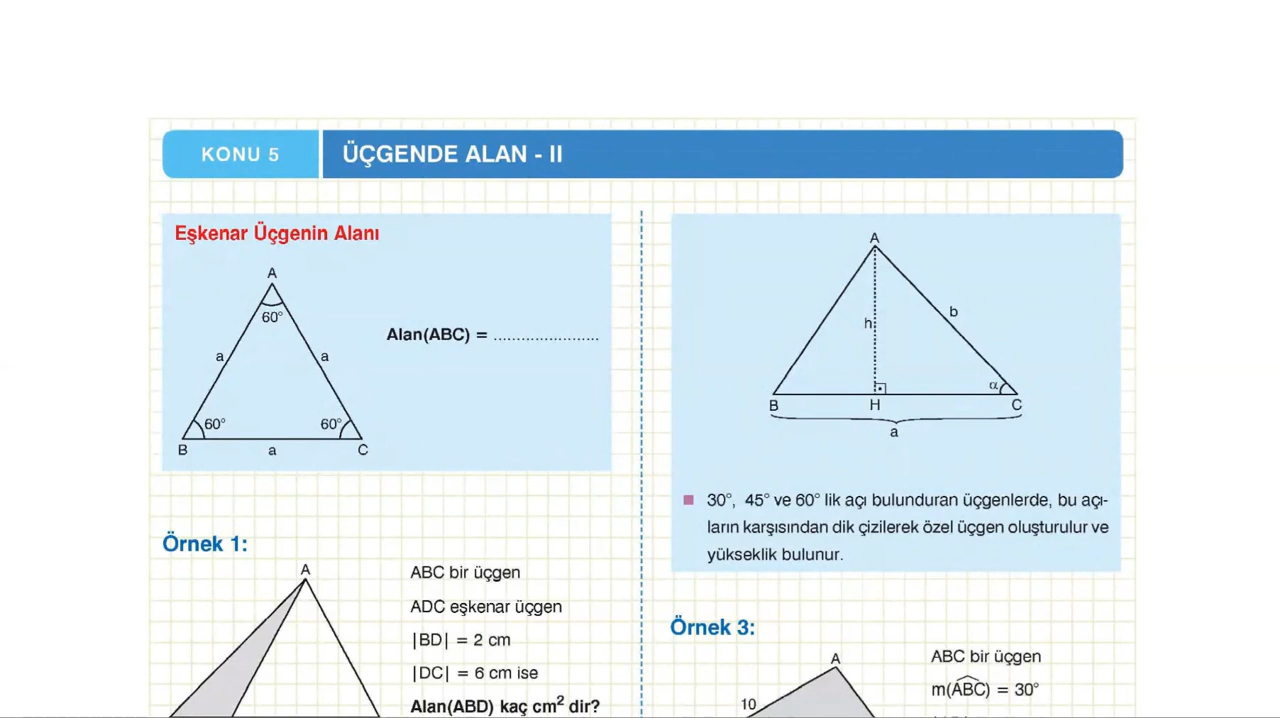 KONU 5
ÜÇGENDE ALAN - II
Eşkenar Üçgenin Alanı
A
60°
a
a
Alan(ABC) = ......................
60°
60°
B
a
C
Örnek 1:
A
ABC bir üçgen
ADC eşkenar üçgen
|BD| = 2 cm
|DC| = 6 cm ise
Alan(ABD) kaç cm² dir?
A
b
h
α
B
H
C
a
30°, 45° ve 60° lik açı bulunduran üçgenlerde, bu açı-
ların karşısından dik çizilerek özel üçgen oluşturulur ve
yükseklik bulunur.
Örnek 3:
A
10
ABC bir üçgen
m(ABC) = 30°